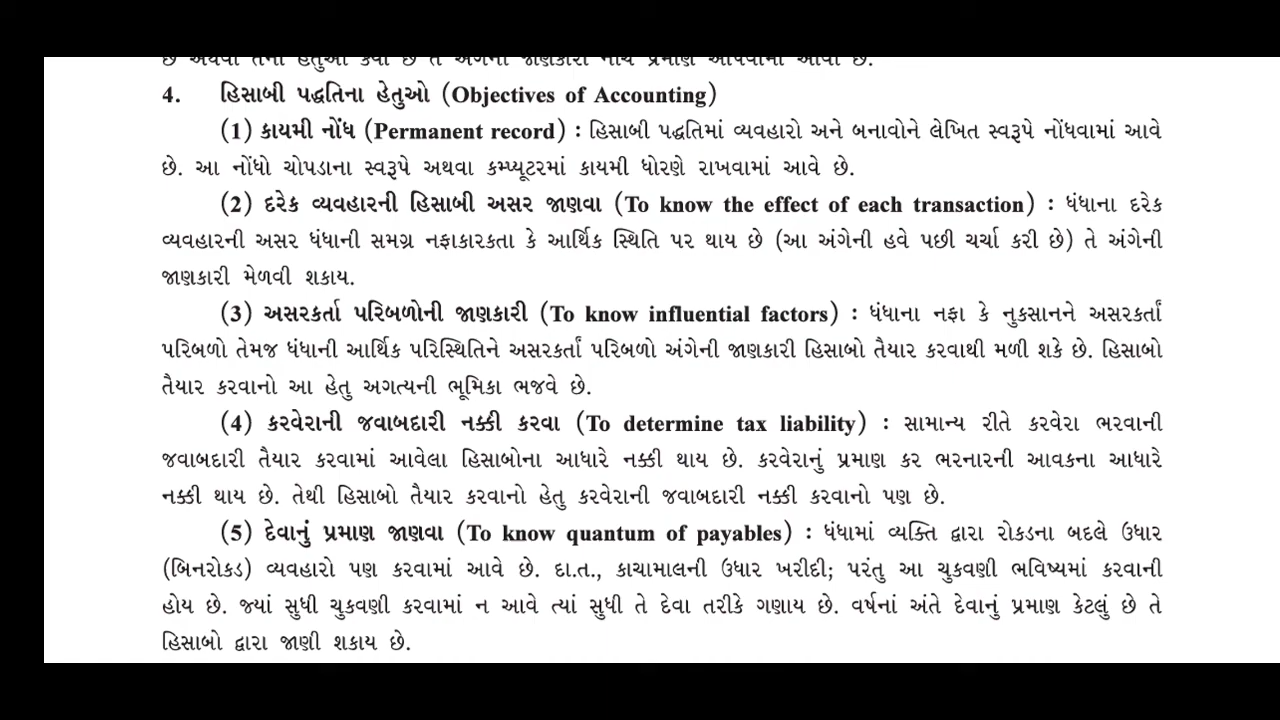 છે અથવા તેના હેતુઓ કયા છે તે અંગેની જાણકારી નીચે પ્રમાણે આપવામાં આવી છે.
4. હિસાબી પદ્ધતિના હેતુઓ (Objectives of Accounting)
(1) કાયમી નોંધ (Permanent record) : હિસાબી પદ્ધતિમાં વ્યવહારો અને બનાવોને લેખિત સ્વરૂપે નોંધવામાં આવે
છે. આ નોંધો ચોપડાના સ્વરૂપે અથવા કમ્પ્યૂટરમાં કાયમી ધોરણે રાખવામાં આવે છે.
(2) દરેક વ્યવહારની હિસાબી અસર જાણવા (To know the effect of each transaction) : ધંધાના દરેક
વ્યવહારની અસર ધંધાની સમગ્ર નફાકારકતા કે આર્થિક સ્થિતિ પર થાય છે (આ અંગેની હવે પછી ચર્ચા કરી છે) તે અંગેની
જાણકારી મેળવી શકાય.
(3) અસરકર્તા પરિબળોની જાણકારી (To know influential factors) : ધંધાના નફા કે નુકસાનને અસરકર્તા
પરિબળો તેમજ ધંધાની આર્થિક પરિસ્થિતિને અસરકર્તાં પરિબળો અંગેની જાણકારી હિસાબો તૈયાર કરવાથી મળી શકે છે. હિસાબો
તૈયાર કરવાનો આ હેતુ અગત્યની ભૂમિકા ભજવે છે.
(4) કરવેરાની જવાબદારી નક્કી કરવા (To determine tax liability) : સામાન્ય રીતે કરવેરા ભરવાની
જવાબદારી તૈયાર કરવામાં આવેલા હિસાબોના આધારે નક્કી થાય છે. કરવેરાનું પ્રમાણ કર ભરનારની આવકના આધારે
નક્કી થાય છે. તેથી હિસાબો તૈયાર કરવાનો હેતુ કરવેરાની જવાબદારી નક્કી કરવાનો પણ છે.
(5) દેવાનું પ્રમાણ જાણવા (To know quantum of payables) : ધંધામાં વ્યક્તિ દ્વારા રોકડના બદલે ઉધાર
(બિનરોકડ) વ્યવહારો પણ કરવામાં આવે છે. દા.ત., કાચામાલની ઉધાર ખરીદી; પરંતુ આ ચુકવણી ભવિષ્યમાં કરવાની
હોય છે. જ્યાં સુધી ચુકવણી કરવામાં ન આવે ત્યાં સુધી તે દેવા તરીકે ગણાય છે. વર્ષનાં અંતે દેવાનું પ્રમાણ કેટલું છે તે
હિસાબો દ્વારા જાણી શકાય છે.